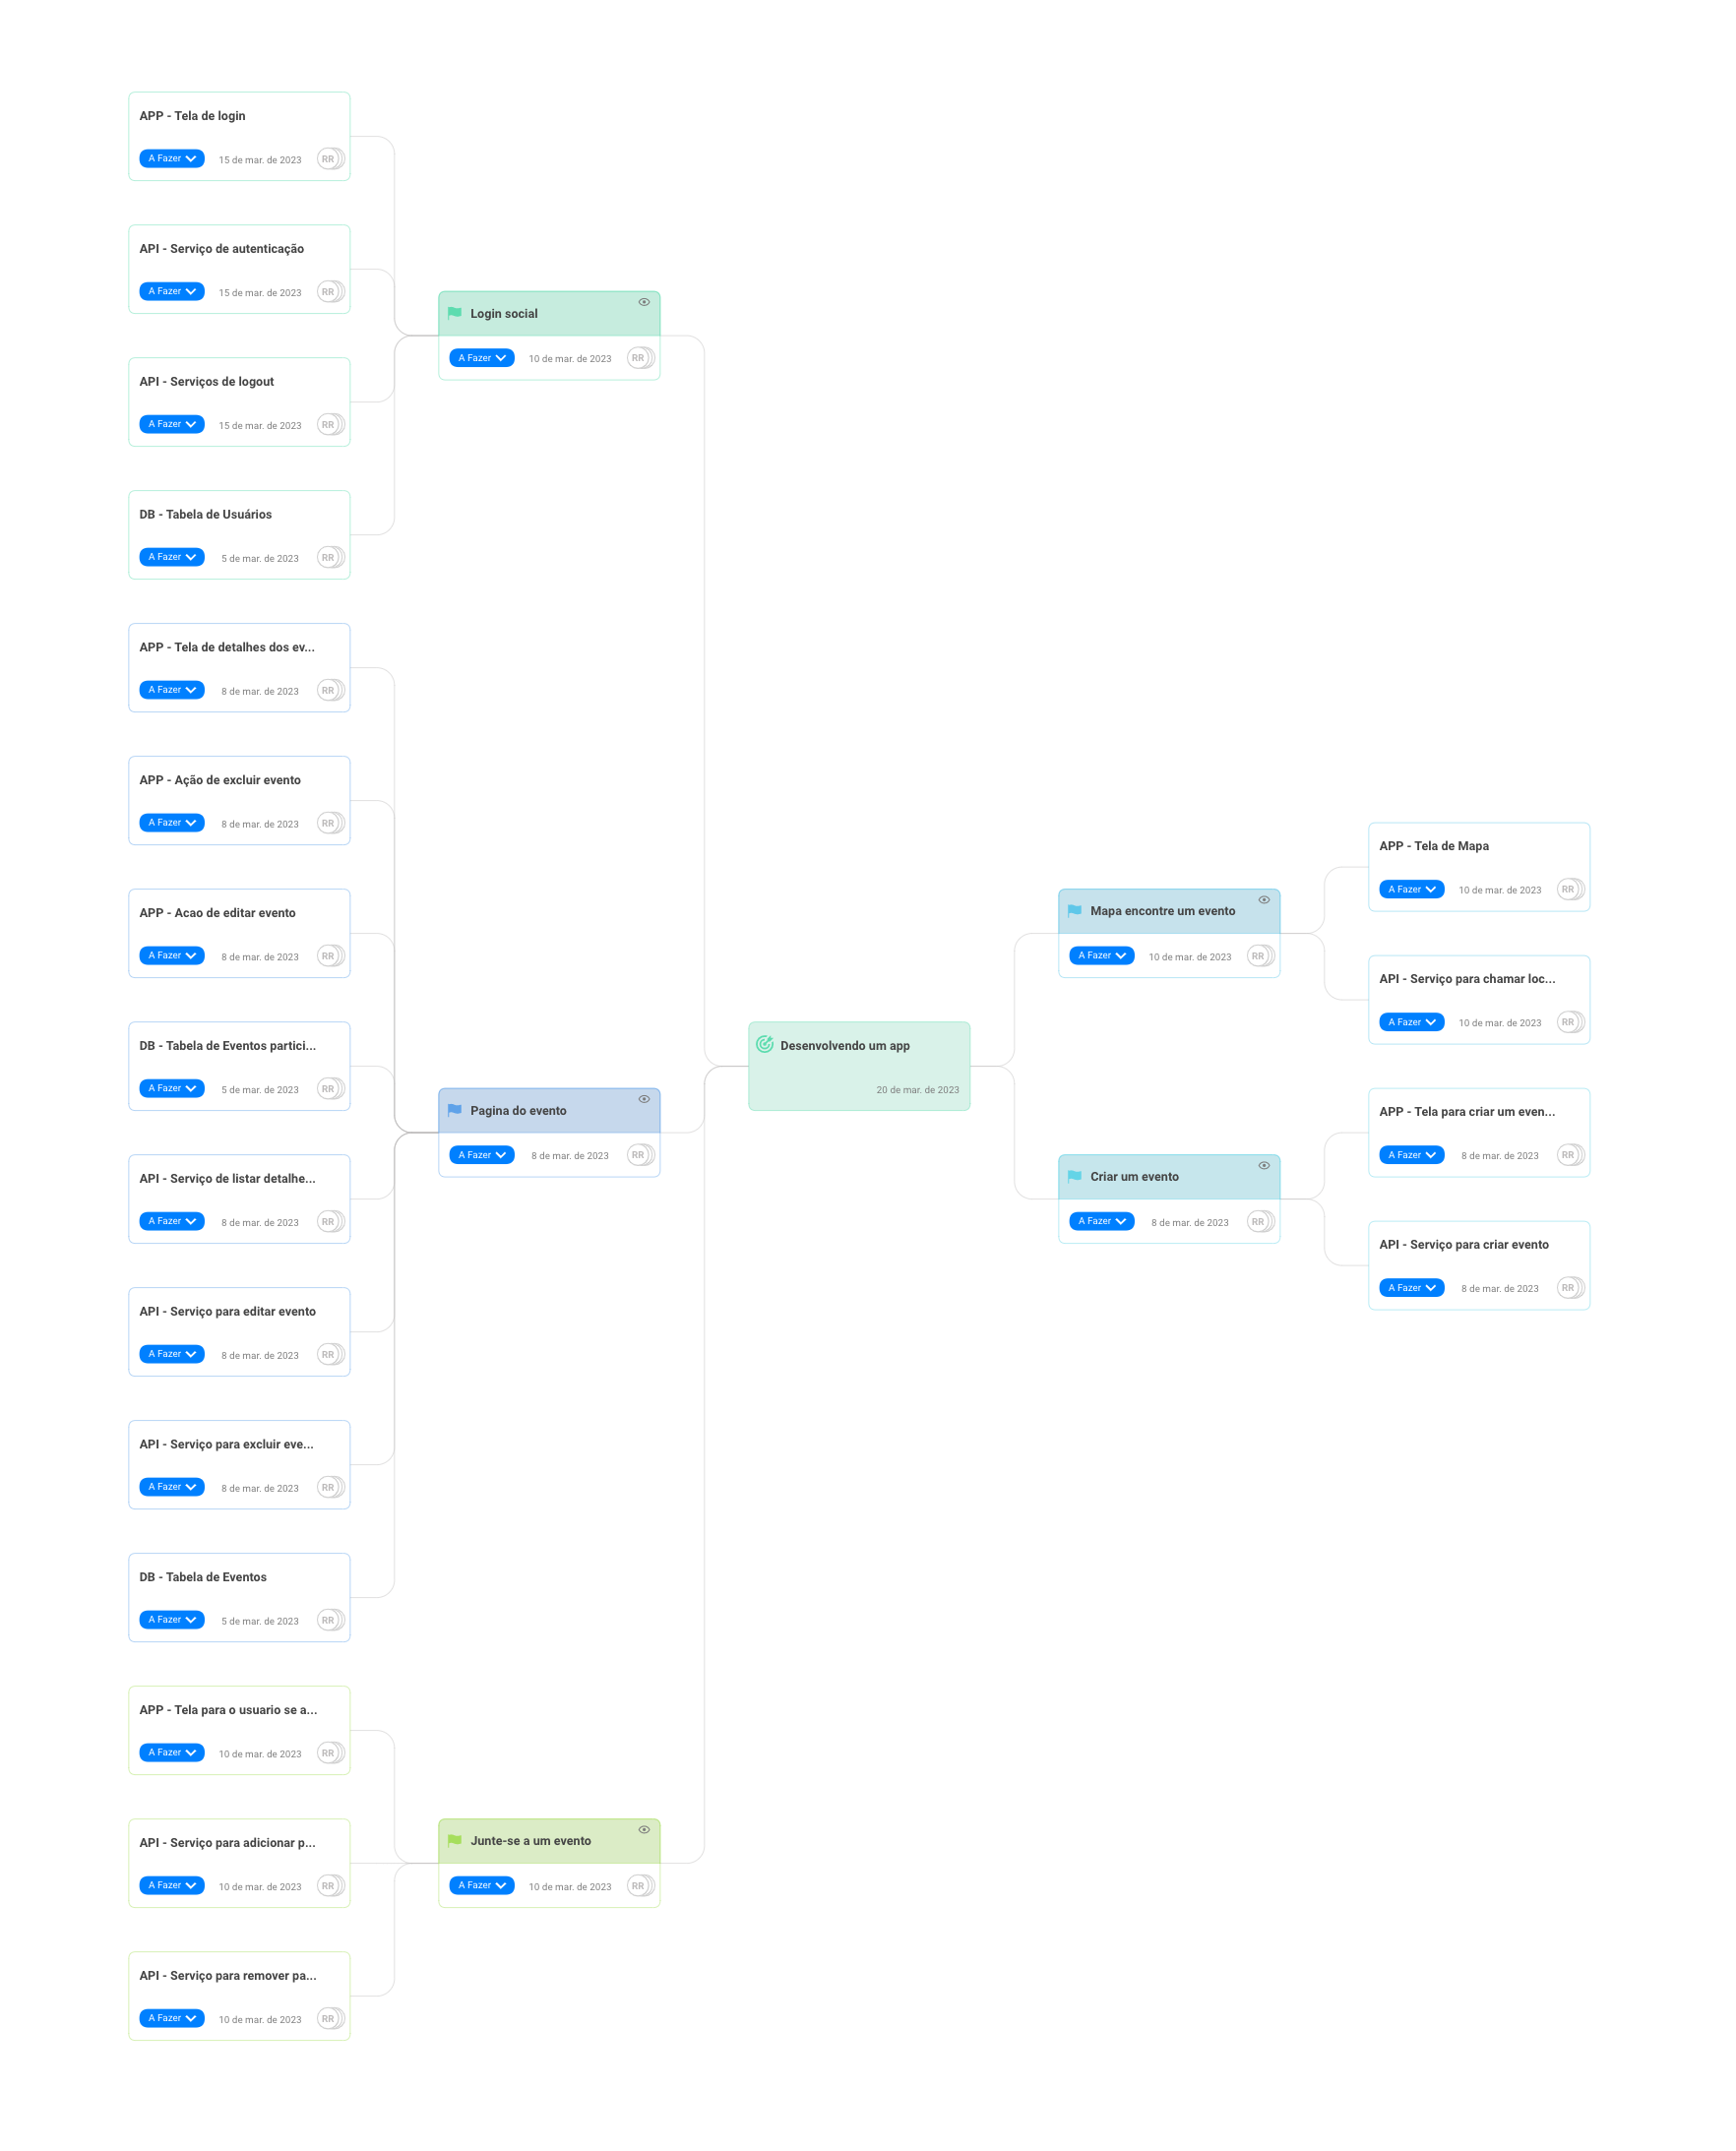 APP - Tela de login
A Fazer 15 de mar. de 2023 RR
API - Serviço de autenticação
A Fazer 15 de mar. de 2023 RR
API - Serviços de logout
A Fazer 15 de mar. de 2023 RR
DB - Tabela de Usuários
A Fazer 5 de mar. de 2023 RR
Login social
A Fazer 10 de mar. de 2023 RR
APP - Tela de detalhes dos ev...
A Fazer 8 de mar. de 2023 RR
APP - Ação de excluir evento
A Fazer 8 de mar. de 2023 RR
APP - Acao de editar evento
A Fazer 8 de mar. de 2023 RR
DB - Tabela de Eventos partici...
A Fazer 5 de mar. de 2023 RR
API - Serviço de listar detalhe...
A Fazer 8 de mar. de 2023 RR
API - Serviço para editar evento
A Fazer 8 de mar. de 2023 RR
API - Serviço para excluir eve...
A Fazer 8 de mar. de 2023 RR
DB - Tabela de Eventos
A Fazer 5 de mar. de 2023 RR
Pagina do evento
A Fazer 8 de mar. de 2023 RR
APP - Tela para o usuario se a...
A Fazer 10 de mar. de 2023 RR
API - Serviço para adicionar p...
A Fazer 10 de mar. de 2023 RR
API - Serviço para remover pa...
A Fazer 10 de mar. de 2023 RR
Junte-se a um evento
A Fazer 10 de mar. de 2023 RR
Desenvolvendo um app
20 de mar. de 2023
Mapa encontre um evento
A Fazer 10 de mar. de 2023 RR
APP - Tela de Mapa
A Fazer 10 de mar. de 2023 RR
API - Serviço para chamar loc...
A Fazer 10 de mar. de 2023 RR
Criar um evento
A Fazer 8 de mar. de 2023 RR
APP - Tela para criar um even...
A Fazer 8 de mar. de 2023 RR
API - Serviço para criar evento
A Fazer 8 de mar. de 2023 RR